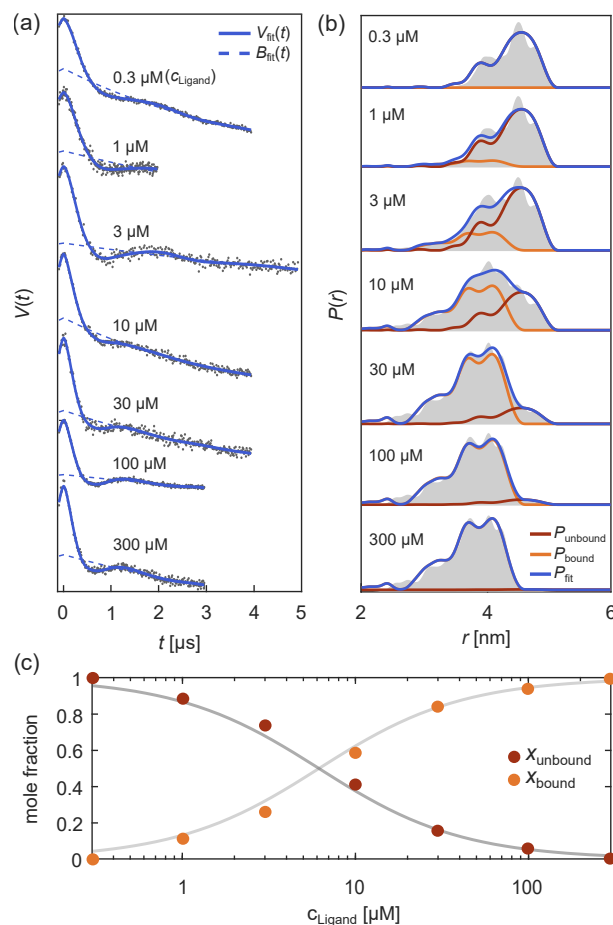 (a)
V_fit(t)
B_fit(t)
0.3 µM (c_Ligand)
1 µM
3 µM
10 µM
30 µM
100 µM
300 µM
V(t)
0 1 2 3 4 5
t [µs]
(b)
0.3 µM
1 µM
3 µM
10 µM
30 µM
100 µM
300 µM
P_unbound
P_bound
P_fit
P(r)
2 4 6
r [nm]
(c)
1
0.8
0.6
0.4
0.2
0
mole fraction
x_unbound
x_bound
1 10 100
c_Ligand [µM]